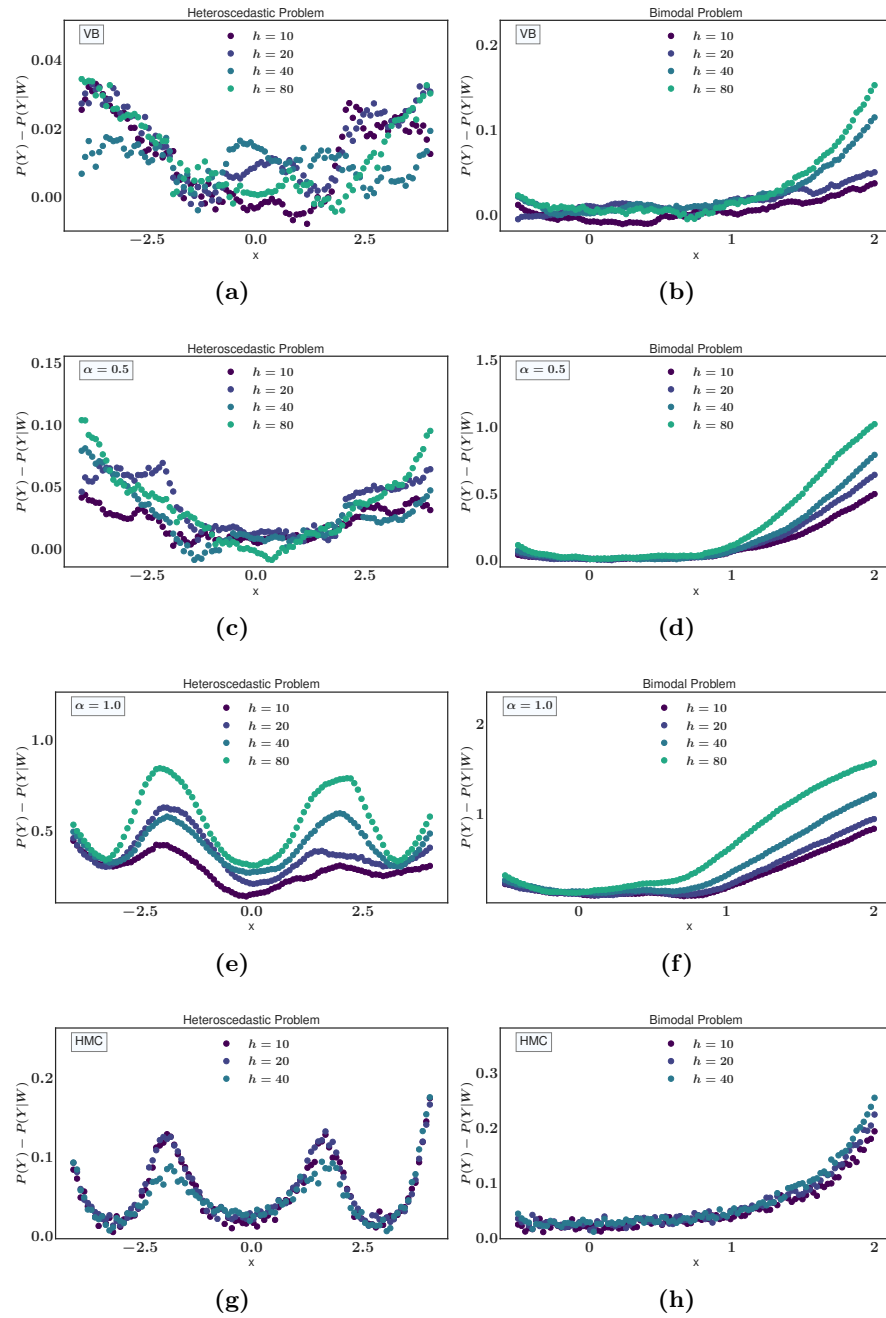 Heteroscedastic Problem
VB
h = 10
h = 20
h = 40
h = 80
P(Y) − P(Y|W)
0.04
0.02
0.00
−2.5 0.0 2.5
x
(a)
Bimodal Problem
VB
h = 10
h = 20
h = 40
h = 80
P(Y) − P(Y|W)
0.2
0.1
0.0
0 1 2
x
(b)
Heteroscedastic Problem
α = 0.5
h = 10
h = 20
h = 40
h = 80
P(Y) − P(Y|W)
0.15
0.10
0.05
0.00
−2.5 0.0 2.5
x
(c)
Bimodal Problem
α = 0.5
h = 10
h = 20
h = 40
h = 80
P(Y) − P(Y|W)
1.5
1.0
0.5
0.0
0 1 2
x
(d)
Heteroscedastic Problem
α = 1.0
h = 10
h = 20
h = 40
h = 80
P(Y) − P(Y|W)
1.0
0.5
−2.5 0.0 2.5
x
(e)
Bimodal Problem
α = 1.0
h = 10
h = 20
h = 40
h = 80
P(Y) − P(Y|W)
2
1
0 1 2
x
(f)
Heteroscedastic Problem
HMC
h = 10
h = 20
h = 40
P(Y) − P(Y|W)
0.2
0.1
0.0
−2.5 0.0 2.5
x
(g)
Bimodal Problem
HMC
h = 10
h = 20
h = 40
P(Y) − P(Y|W)
0.3
0.2
0.1
0.0
0 1 2
x
(h)